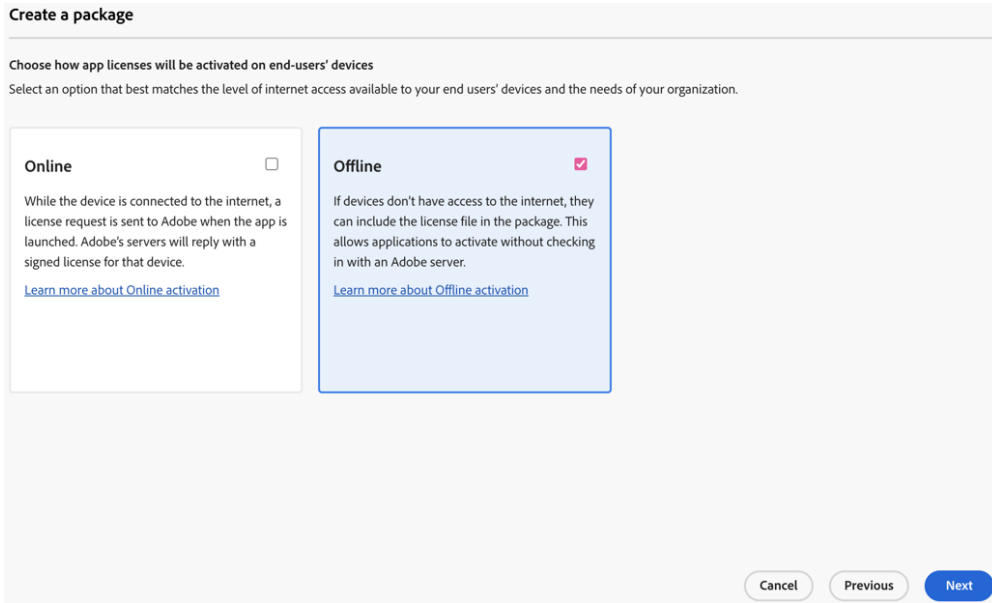 Create a package
Choose how app licenses will be activated on end-users' devices
Select an option that best matches the level of internet access available to your end users' devices and the needs of your organization.
Online
While the device is connected to the internet, a
license request is sent to Adobe when the app is
launched. Adobe's servers will reply with a
signed license for that device.
Learn more about Online activation
Offline
If devices don't have access to the internet, they
can include the license file in the package. This
allows applications to activate without checking
in with an Adobe server.
Learn more about Offline activation
Cancel
Previous
Next